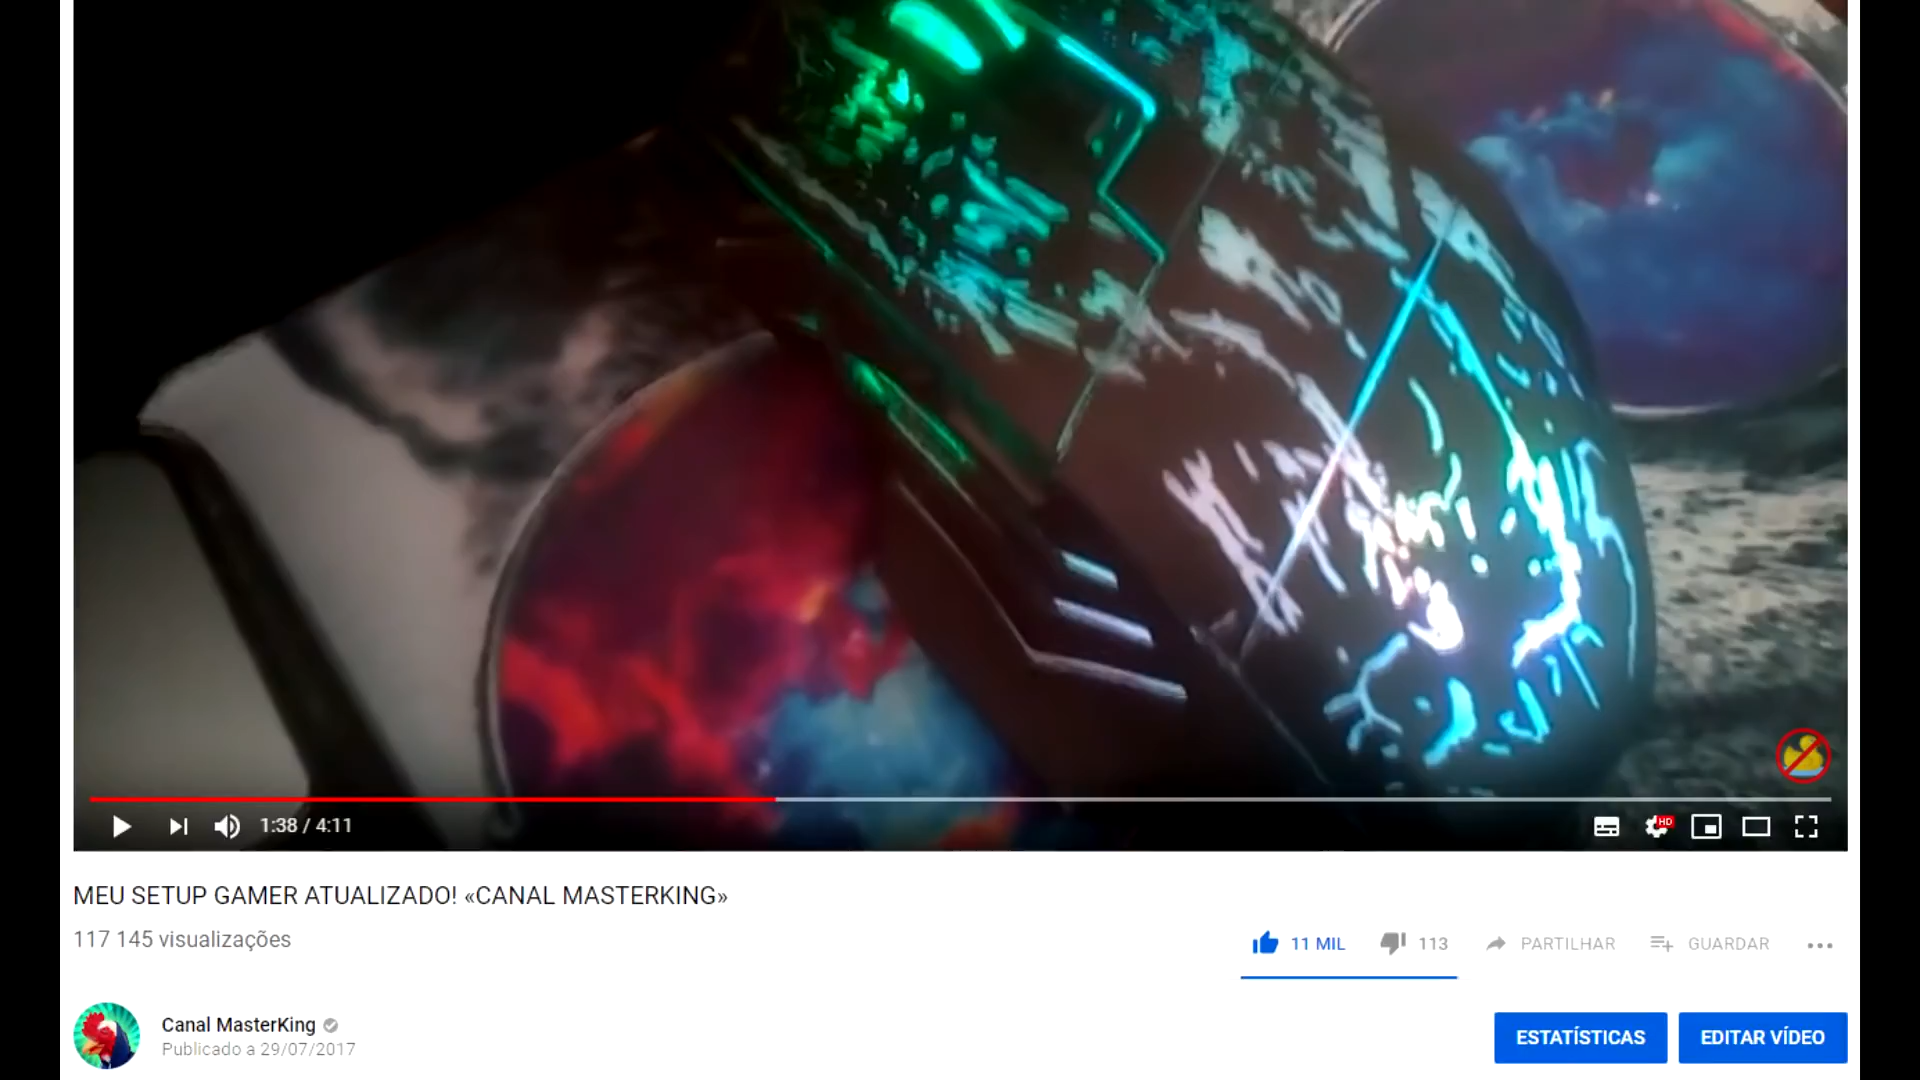 1:38 / 4:11
HD
MEU SETUP GAMER ATUALIZADO! «CANAL MASTERKING»
117 145 visualizações
11 MIL
113
PARTILHAR
GUARDAR
Canal MasterKing
Publicado a 29/07/2017
ESTATÍSTICAS
EDITAR VÍDEO